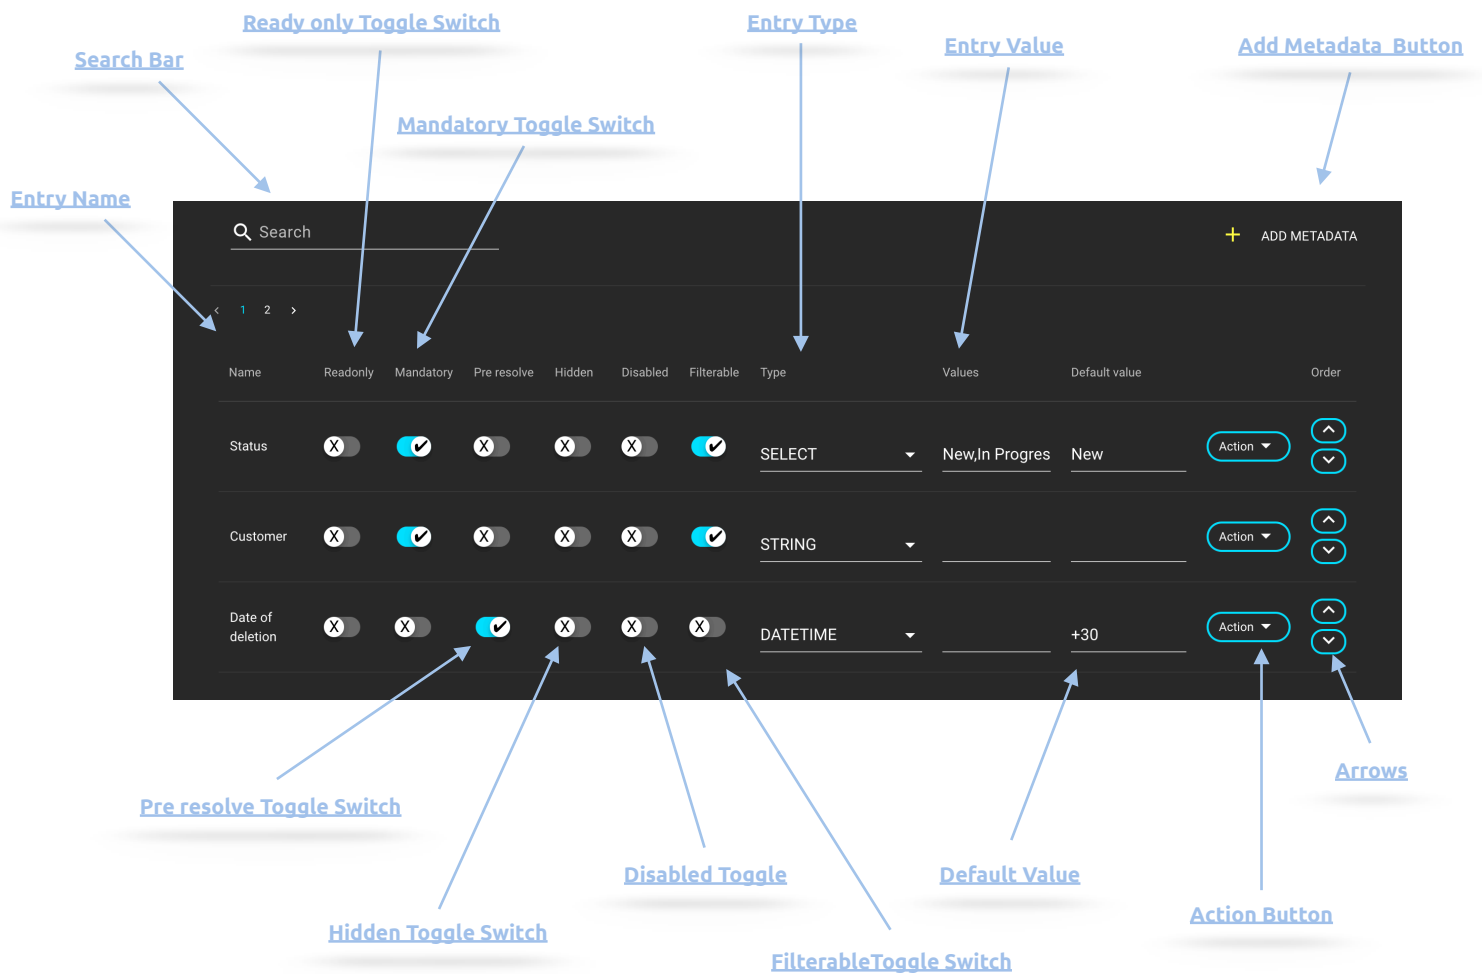 Ready only Toggle Switch
Entry Type
Entry Value
Add Metadata  Button
Search Bar
Mandatory Toggle Switch
Entry Name
Search
ADD METADATA
1 2
Name Readonly Mandatory Pre resolve Hidden Disabled Filterable Type Values Default value Order
Status X X X X SELECT New,In Progres New Action
Customer X X X X STRING Action
Date of
deletion X X X X X DATETIME +30 Action
Arrows
Pre resolve Toggle Switch
Disabled Toggle
Default Value
Action Button
Hidden Toggle Switch
FilterableToggle Switch